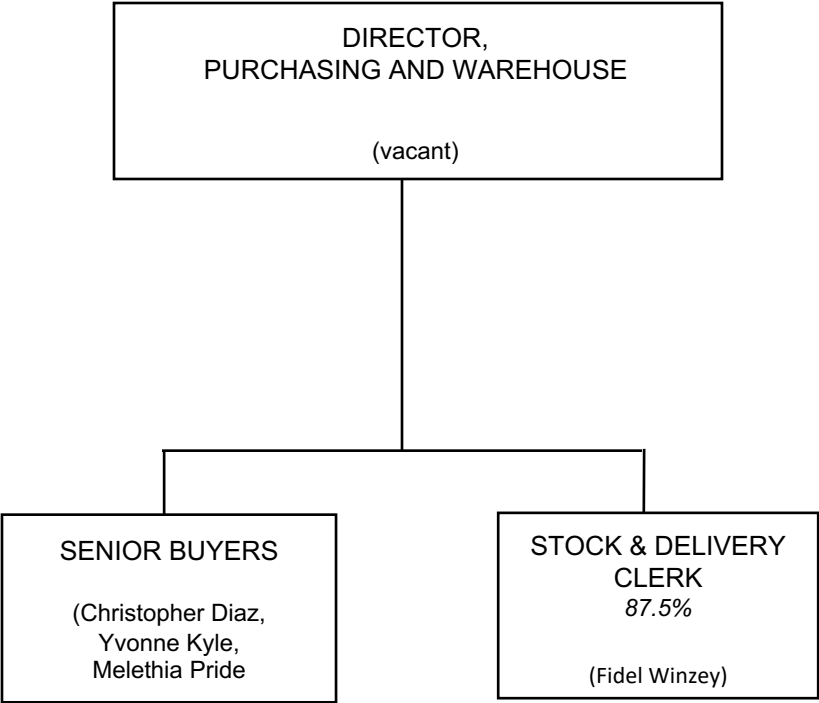 DIRECTOR,
PURCHASING AND WAREHOUSE
(vacant)
SENIOR BUYERS
(Christopher Diaz,
Yvonne Kyle,
Melethia Pride
STOCK & DELIVERY
CLERK
87.5%
(Fidel Winzey)